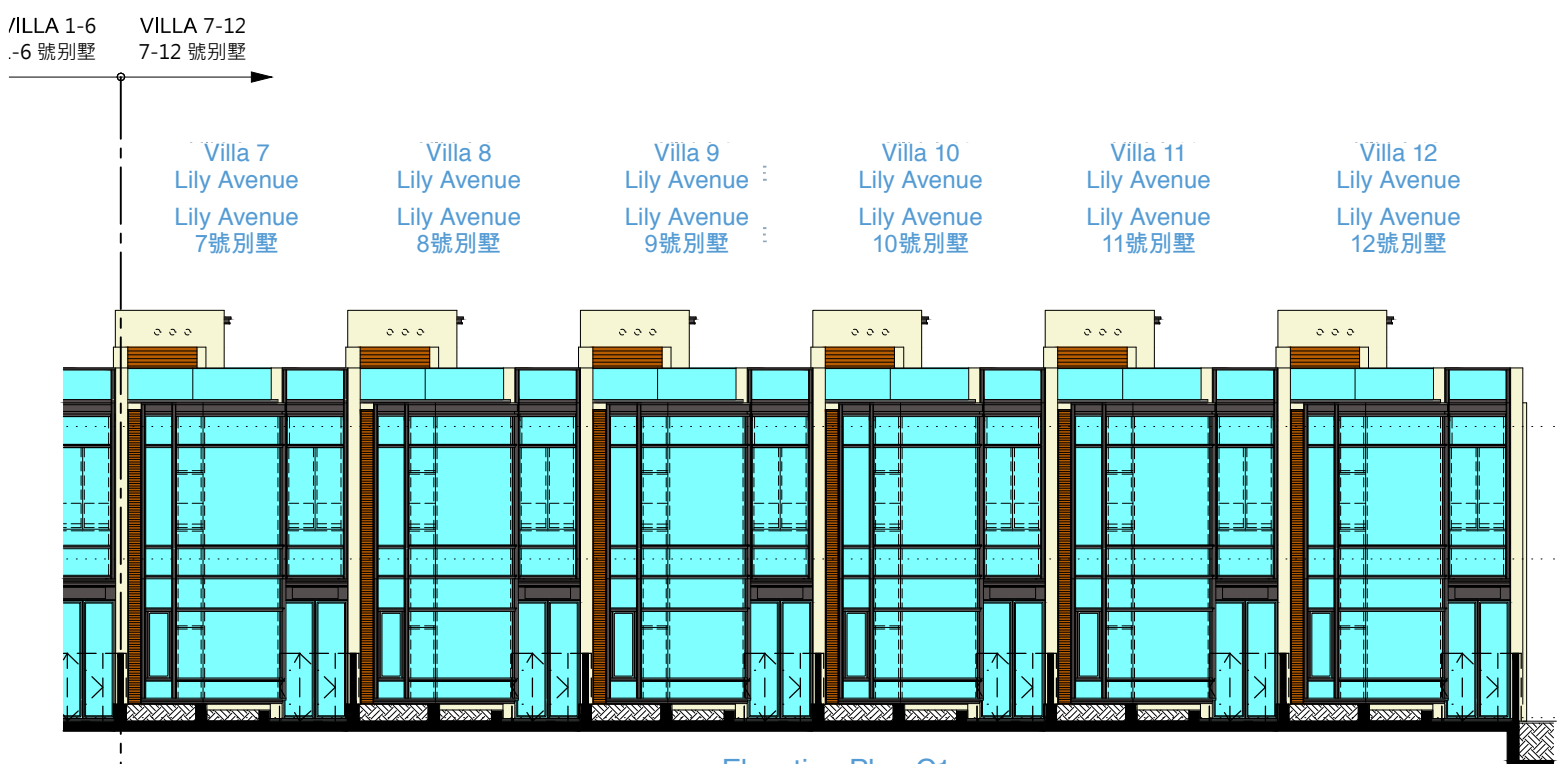 VILLA 1-6
-6 號別墅
VILLA 7-12
7-12 號別墅
Villa 7
Lily Avenue
Lily Avenue
7號別墅
Villa 8
Lily Avenue
Lily Avenue
8號別墅
Villa 9
Lily Avenue
Lily Avenue
9號別墅
Villa 10
Lily Avenue
Lily Avenue
10號別墅
Villa 11
Lily Avenue
Lily Avenue
11號別墅
Villa 12
Lily Avenue
Lily Avenue
12號別墅